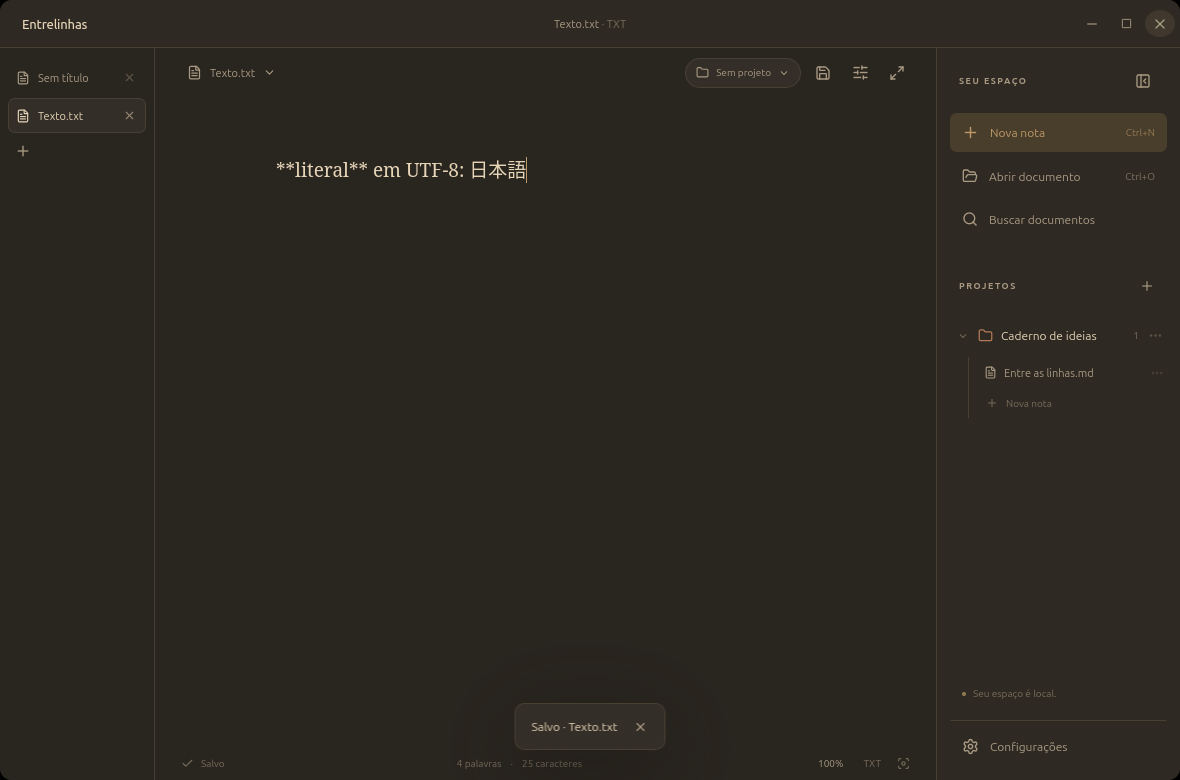 Entrelinhas
Texto.txt · TXT
Sem título
Texto.txt
Texto.txt
Sem projeto
**literal** em UTF-8: 日本語
SEU ESPAÇO
Nova nota Ctrl+N
Abrir documento Ctrl+O
Buscar documentos
PROJETOS
Caderno de ideias 1
Entre as linhas.md
Nova nota
Seu espaço é local.
Configurações
Salvo · Texto.txt
Salvo
4 palavras · 25 caracteres
100% TXT